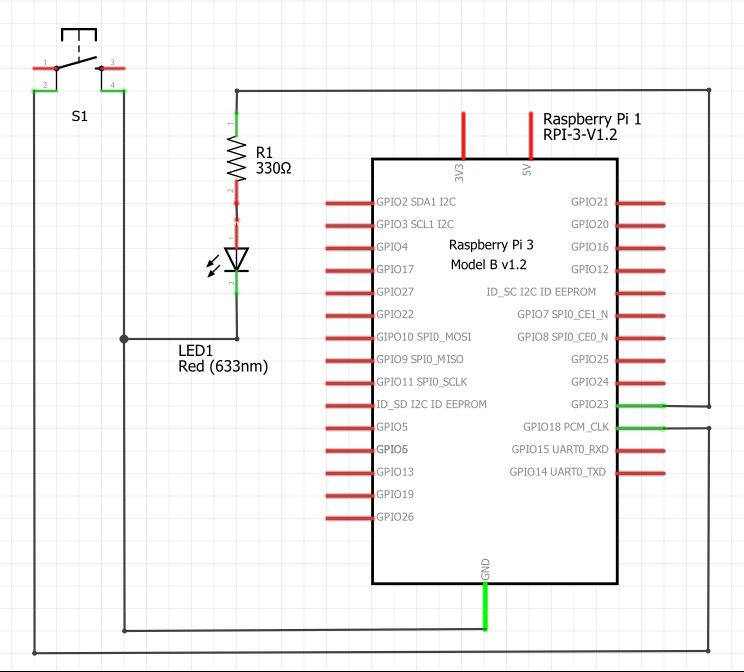 1
3
2
4
S1
1
R1
330Ω
2
1
2
LED1
Red (633nm)
Raspberry Pi 1
RPI-3-V1.2
3V3
5V
Raspberry Pi 3
Model B v1.2
GPIO2 SDA1 I2C
GPIO3 SCL1 I2C
GPIO4
GPIO17
GPIO27
GPIO22
GIPO10 SPI0_MOSI
GPIO9 SPI0_MISO
GPIO11 SPI0_SCLK
ID_SD I2C ID EEPROM
GPIO5
GPIO6
GPIO13
GPIO19
GPIO26
GPIO21
GPIO20
GPIO16
GPIO12
ID_SC I2C ID EEPROM
GPIO7 SPI0_CE1_N
GPIO8 SPI0_CE0_N
GPIO25
GPIO24
GPIO23
GPIO18 PCM_CLK
GPIO15 UART0_RXD
GPIO14 UART0_TXD
GND